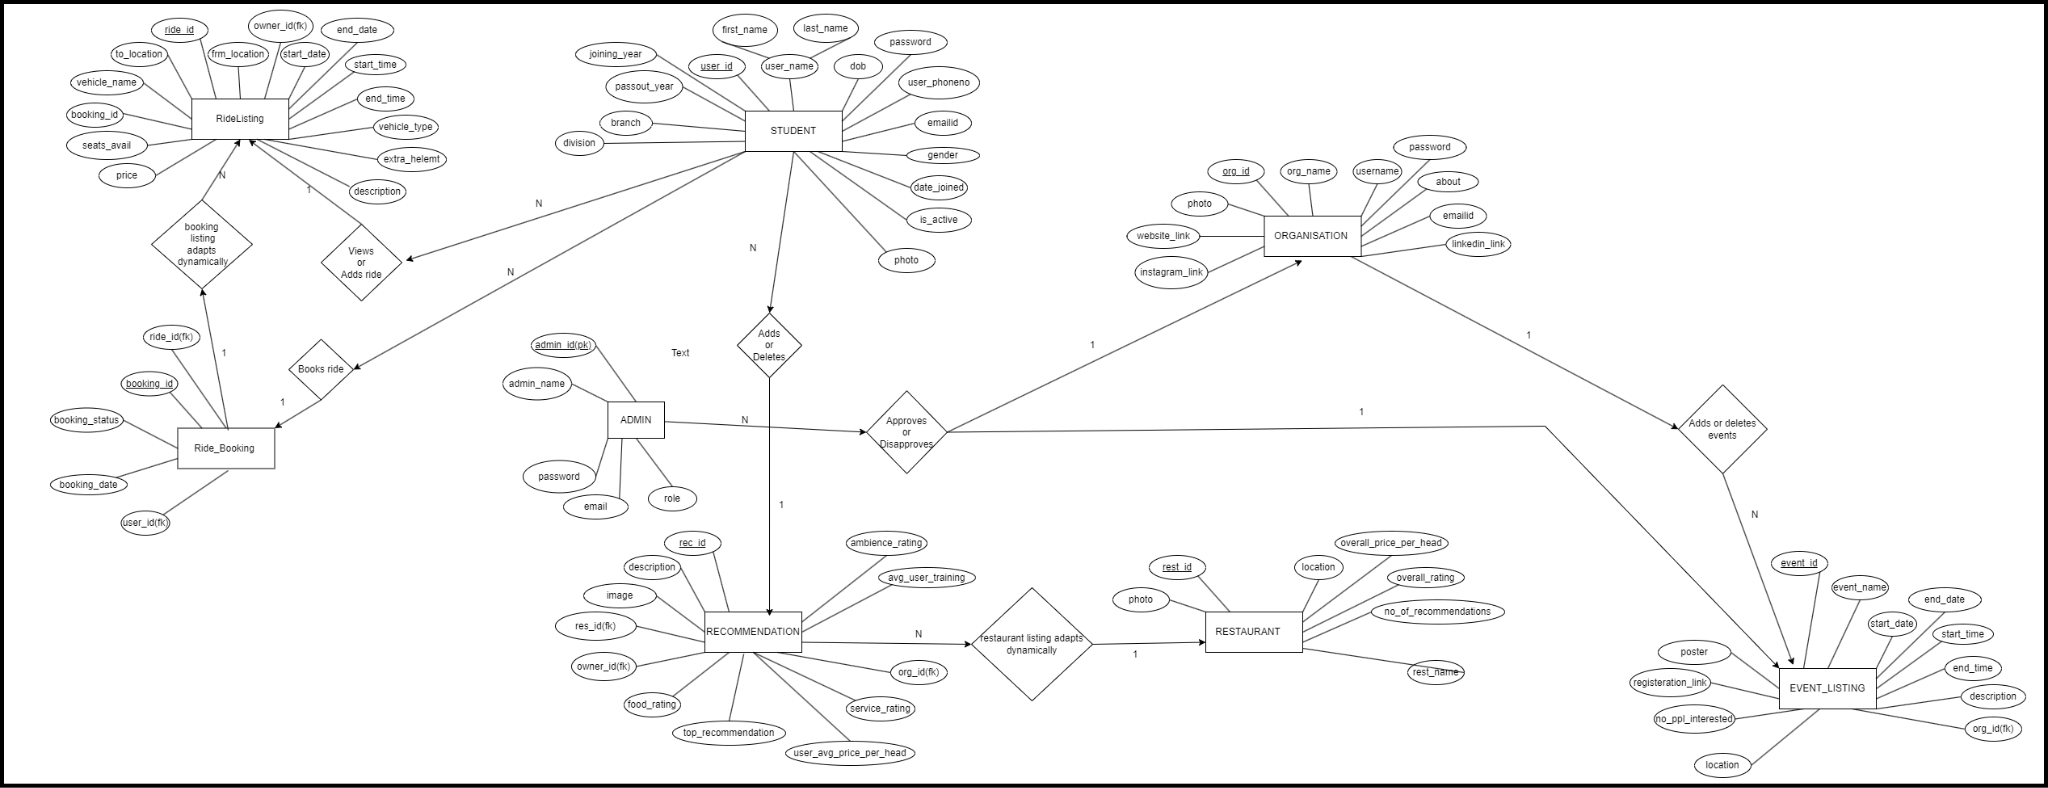 ride_id
owner_id(fk)
end_date
to_location
frm_location
start_date
vehicle_name
start_time
booking_id
RideListing
end_time
seats_avail
vehicle_type
price
extra_helemt
description
N
1
booking
listing
adapts
dynamically
Views
or
Adds ride
ride_id(fk)
1
Books ride
booking_id
1
booking_status
Ride_Booking
booking_date
user_id(fk)
first_name
last_name
joining_year
user_id
user_name
dob
password
passout_year
user_phoneno
branch
STUDENT
emailid
division
gender
date_joined
is_active
photo
N
N
N
Adds
or
Deletes
Text
admin_id(pk)
admin_name
ADMIN
N
password
email
role
Approves
or
Disapproves
1
1
1
org_id
org_name
username
password
photo
about
website_link
ORGANISATION
emailid
instagram_link
linkedin_link
1
Adds or deletes
events
N
rec_id
ambience_rating
description
avg_user_training
image
res_id(fk)
RECOMMENDATION
owner_id(fk)
org_id(fk)
food_rating
service_rating
top_recommendation
user_avg_price_per_head
N
restaurant listing adapts
dynamically
1
rest_id
location
overall_price_per_head
overall_rating
photo
no_of_recommendations
RESTAURANT
rest_name
event_id
event_name
end_date
start_date
start_time
poster
end_time
registeration_link
EVENT_LISTING
description
no_ppl_interested
org_id(fk)
location